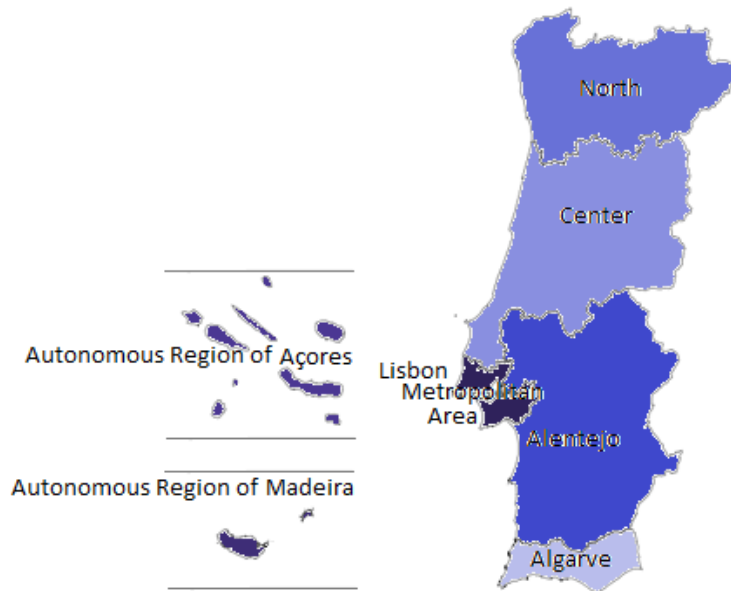 North
Center
Autonomous Region of Açores
Lisbon
Metropolitan
Area
Alentejo
Autonomous Region of Madeira
Algarve